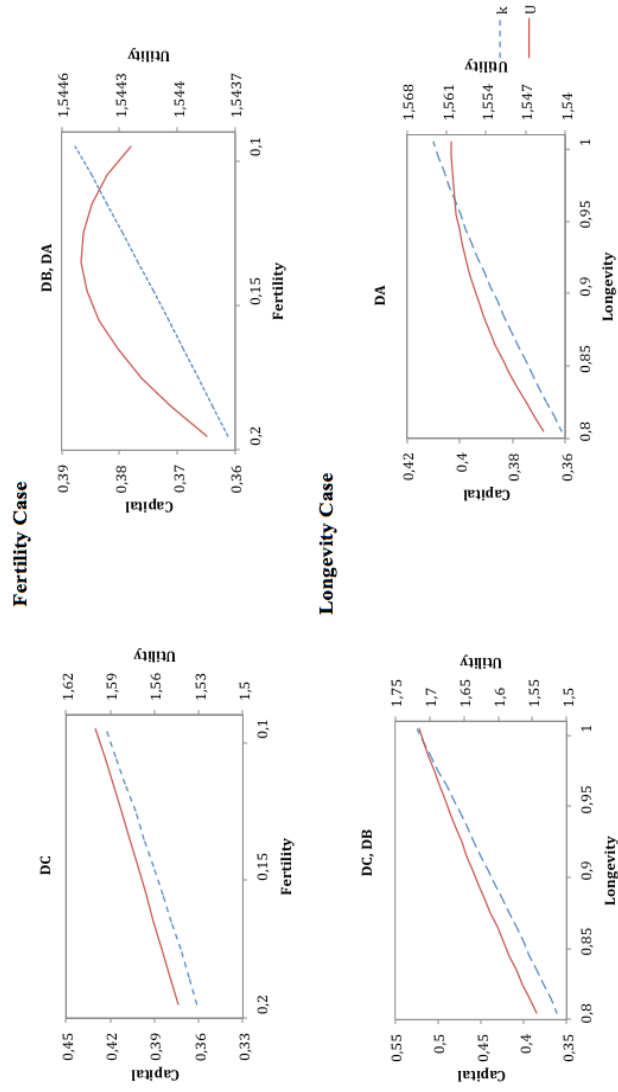 Fertility Case
DC
Capital
0,45
0,42
0,39
0,36
0,33
0,2
0,15
0,1
Fertility
1,62
1,59
1,56
1,53
1,5
Utility
DB, DA
Capital
0,39
0,38
0,37
0,36
0,2
0,15
0,1
Fertility
1,5446
1,5443
1,544
1,5437
Utility
Longevity Case
DC, DB
Capital
0,55
0,5
0,45
0,4
0,35
0,8
0,85
0,9
0,95
1
Longevity
1,75
1,7
1,65
1,6
1,55
1,5
Utility
DA
Capital
0,42
0,4
0,38
0,36
0,8
0,85
0,9
0,95
1
Longevity
1,568
1,561
1,554
1,547
1,54
Utility
k
U